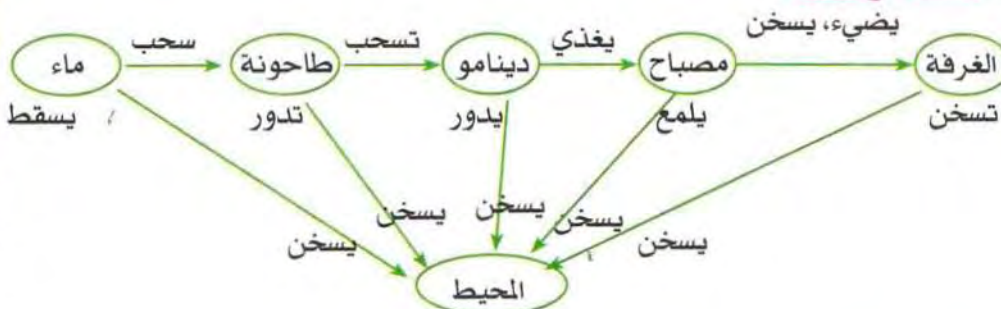 سحب تسحب يغذي يضيء، يسخن
ماء طاحونة دينامو مصباح الغرفة
يسقط تدور يدور يلمع تسخن
يسخن يسخن يسخن يسخن يسخن
المحيط